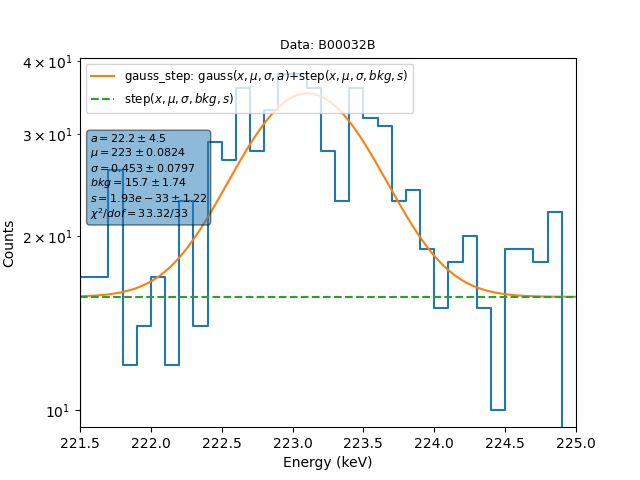 Data: B00032B
gauss_step: gauss(x, μ, σ, a)+step(x, μ, σ, bkg, s)
step(x, μ, σ, bkg, s)
a = 22.2 ± 4.5
μ = 223 ± 0.0824
σ = 0.453 ± 0.0797
bkg = 15.7 ± 1.74
s = 1.93e − 33 ± 1.22
χ²/dof = 33.32/33
4 × 10¹
3 × 10¹
2 × 10¹
10¹
Counts
221.5 222.0 222.5 223.0 223.5 224.0 224.5 225.0
Energy (keV)